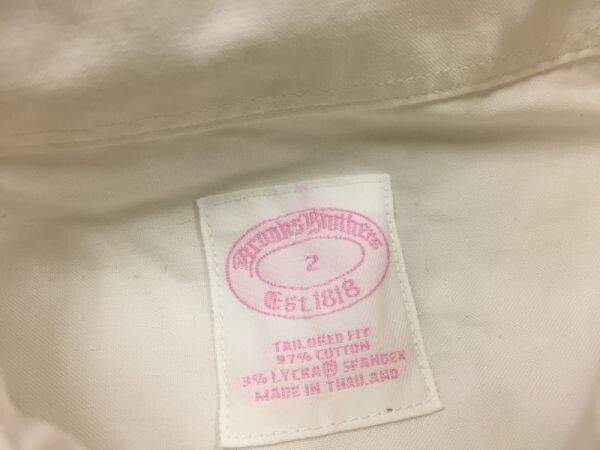 Brooks Brothers
2
Est. 1818
TAILORED FIT
97% COTTON
3% LYCRA® SPANDEX
MADE IN THAILAND